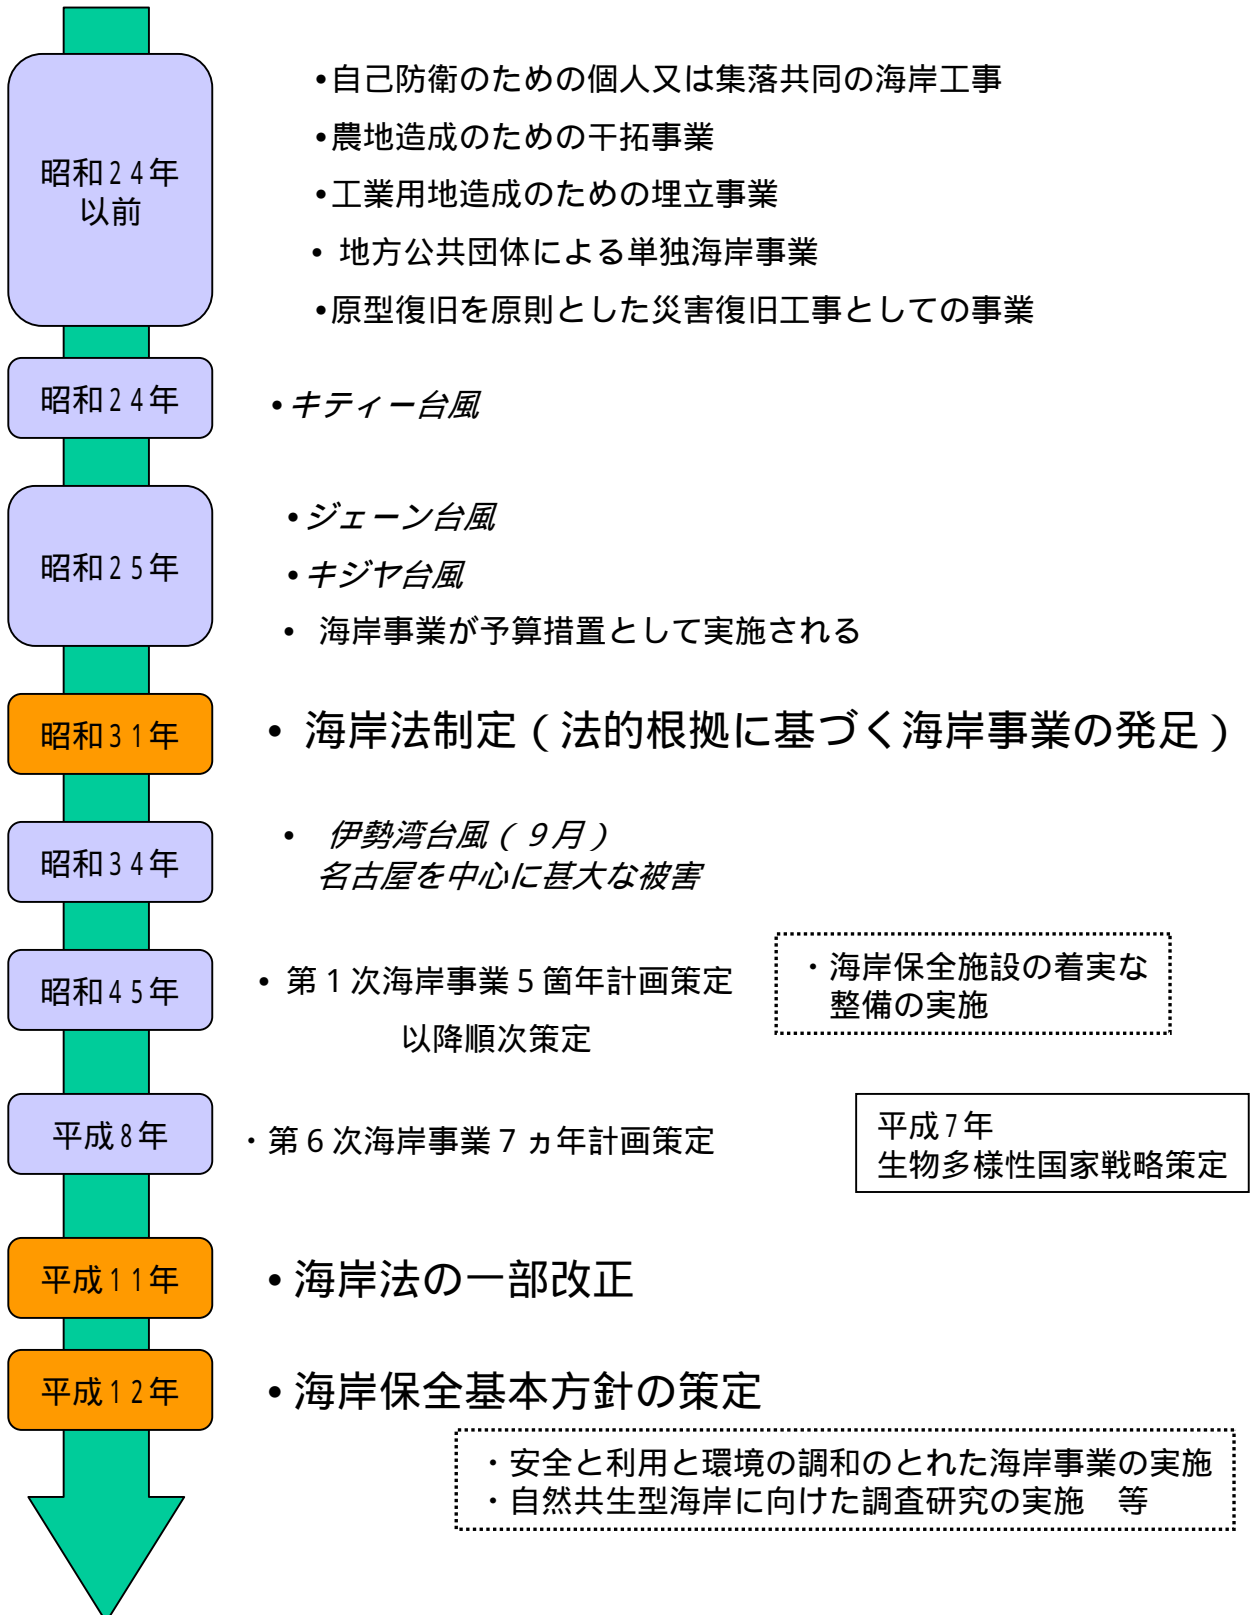 昭和24年
以前
•自己防衛のための個人又は集落共同の海岸工事
•農地造成のための干拓事業
•工業用地造成のための埋立事業
• 地方公共団体による単独海岸事業
•原型復旧を原則とした災害復旧工事としての事業
昭和24年
•キティー台風
昭和25年
•ジェーン台風
•キジヤ台風
• 海岸事業が予算措置として実施される
昭和31年
• 海岸法制定(法的根拠に基づく海岸事業の発足)
昭和34年
• 伊勢湾台風(9月)
名古屋を中心に甚大な被害
昭和45年
• 第1次海岸事業5箇年計画策定
以降順次策定
・海岸保全施設の着実な
整備の実施
平成8年
・第6次海岸事業7ヵ年計画策定
平成7年
生物多様性国家戦略策定
平成11年
•海岸法の一部改正
平成12年
•海岸保全基本方針の策定
・安全と利用と環境の調和のとれた海岸事業の実施
・自然共生型海岸に向けた調査研究の実施 等